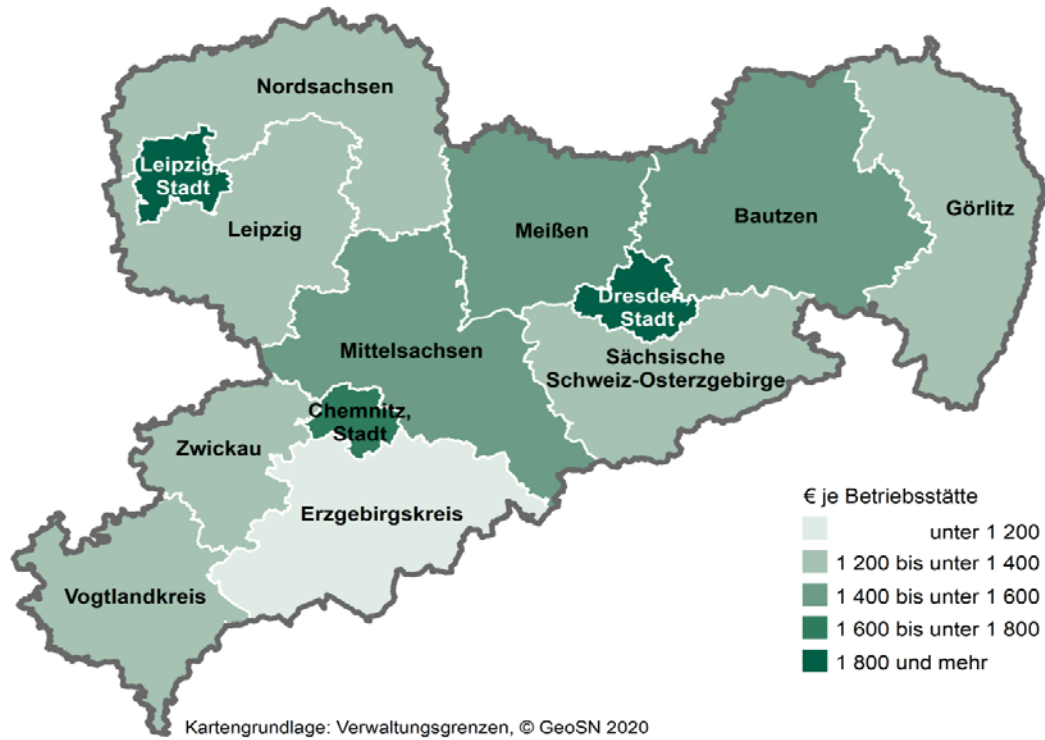 Nordsachsen
Leipzig,
Stadt
Leipzig
Meißen
Bautzen
Görlitz
Dresden,
Stadt
Mittelsachsen
Sächsische
Schweiz-Osterzgebirge
Chemnitz,
Stadt
Zwickau
Erzgebirgskreis
Vogtlandkreis
€ je Betriebsstätte
unter 1 200
1 200 bis unter 1 400
1 400 bis unter 1 600
1 600 bis unter 1 800
1 800 und mehr
Kartengrundlage: Verwaltungsgrenzen, © GeoSN 2020